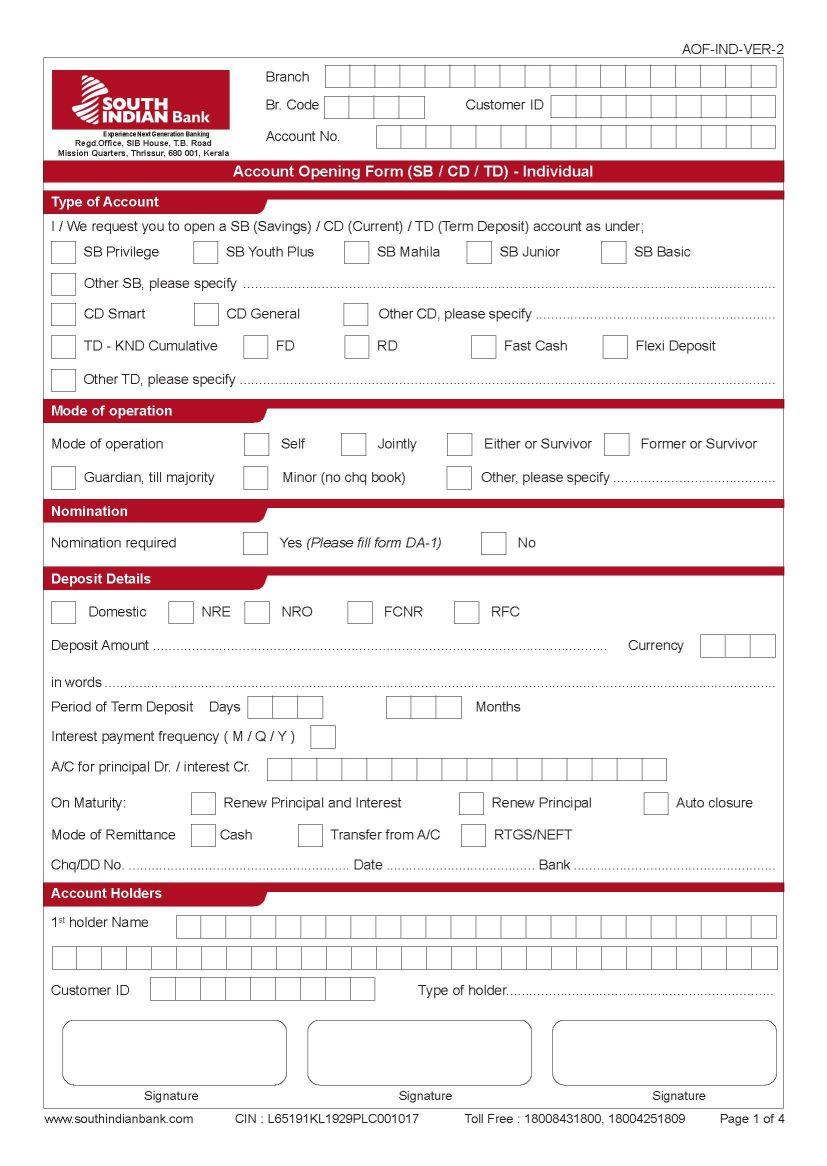 AOF-IND-VER-2
SOUTH
INDIAN Bank
Experience Next Generation Banking
Regd.Office, SIB House, T.B. Road
Mission Quarters, Thrissur, 680 001, Kerala
Branch
Br. Code Customer ID
Account No.
Account Opening Form (SB / CD / TD) - Individual
Type of Account
I / We request you to open a SB (Savings) / CD (Current) / TD (Term Deposit) account as under;
SB Privilege SB Youth Plus SB Mahila SB Junior SB Basic
Other SB, please specify
CD Smart CD General Other CD, please specify
TD - KND Cumulative FD RD Fast Cash Flexi Deposit
Other TD, please specify
Mode of operation
Mode of operation Self Jointly Either or Survivor Former or Survivor
Guardian, till majority Minor (no chq book) Other, please specify
Nomination
Nomination required Yes (Please fill form DA-1) No
Deposit Details
Domestic NRE NRO FCNR RFC
Deposit Amount Currency
in words
Period of Term Deposit Days Months
Interest payment frequency ( M / Q / Y )
A/C for principal Dr. / interest Cr.
On Maturity: Renew Principal and Interest Renew Principal Auto closure
Mode of Remittance Cash Transfer from A/C RTGS/NEFT
Chq/DD No. Date Bank
Account Holders
1st holder Name
Customer ID Type of holder
Signature Signature Signature
www.southindianbank.com CIN : L65191KL1929PLC001017 Toll Free : 18008431800, 18004251809 Page 1 of 4